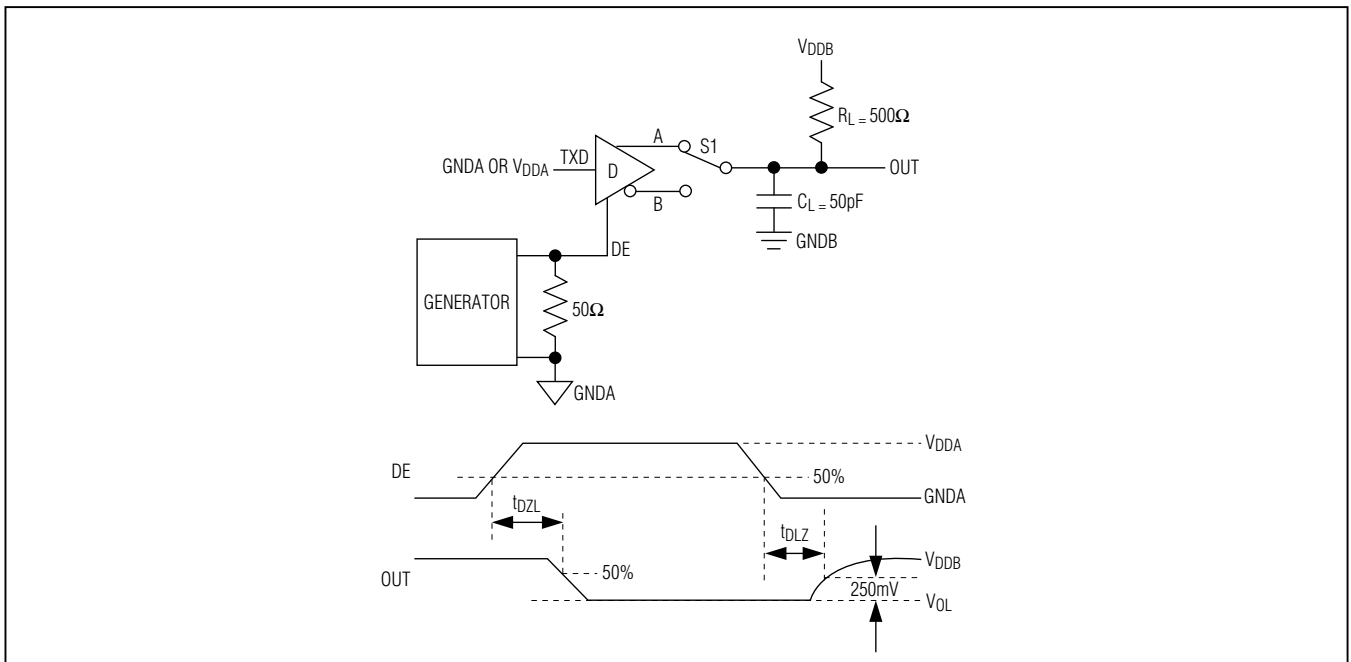 VDDB
RL = 500Ω
A
S1
GNDA OR VDDA
TXD
D
OUT
B
CL = 50pF
GNDB
DE
GENERATOR
50Ω
GNDA
VDDA
DE
50%
GNDA
tDZL
tDLZ
VDDB
OUT
50%
250mV
VOL